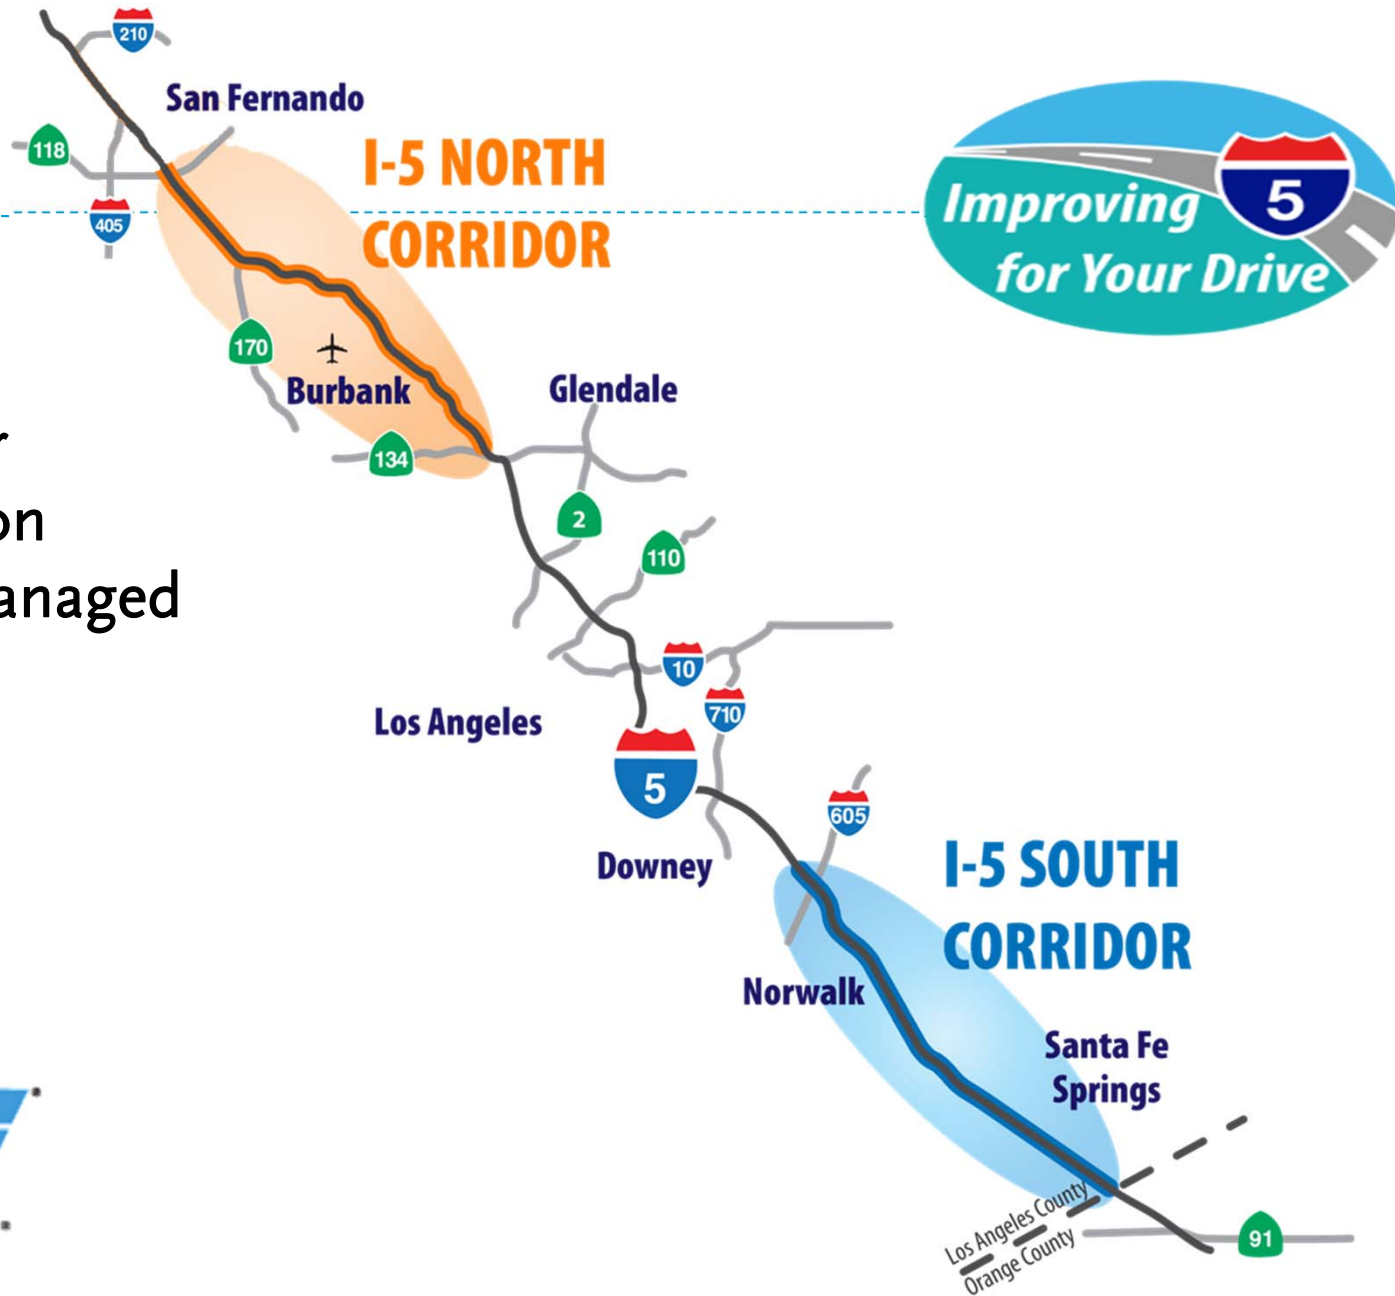 210
San Fernando
118
I-5 NORTH
CORRIDOR
405
5
Improving
for Your Drive
170
Burbank
Glendale
134
on
2
110
anaged
10
710
Los Angeles
5
605
Downey
I-5 SOUTH
CORRIDOR
Norwalk
Santa Fe
Springs
Los Angeles County
Orange County
91